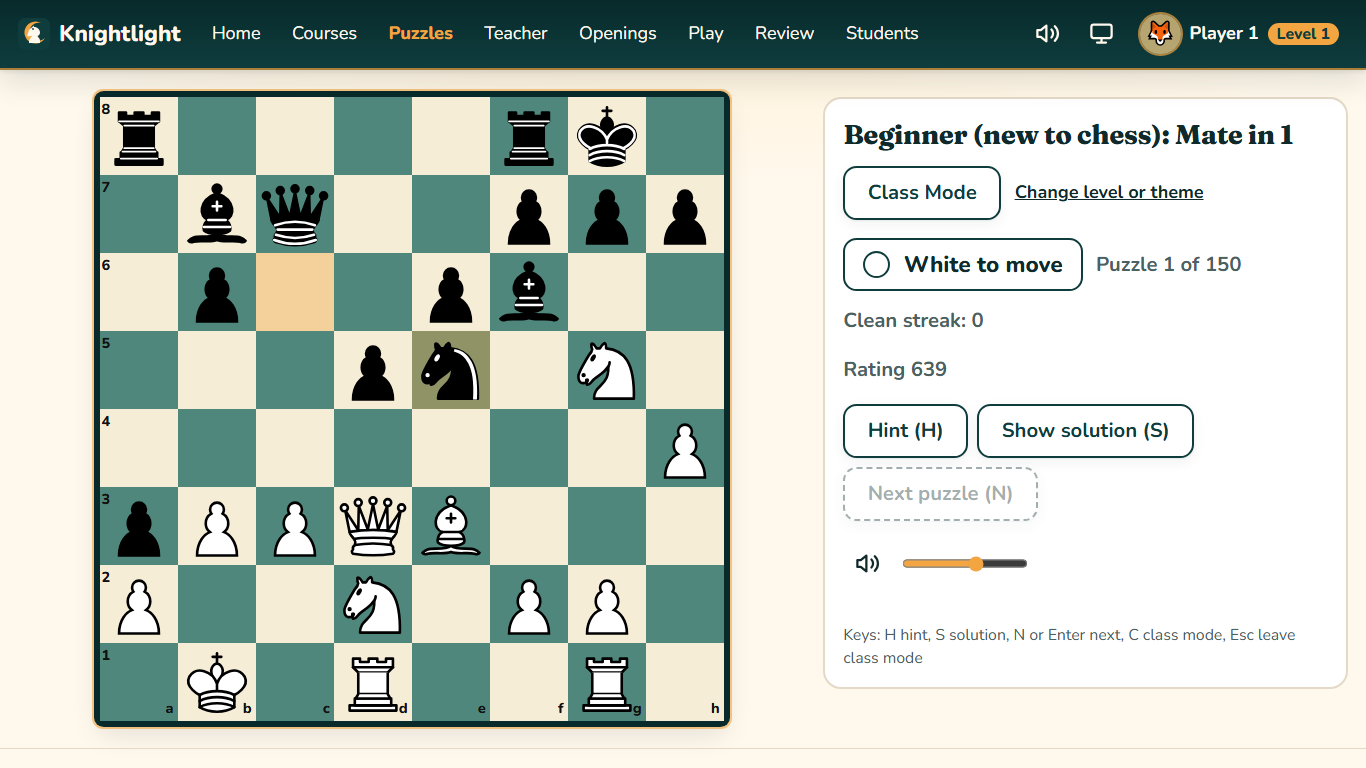 Knightlight Home Courses Puzzles Teacher Openings Play Review Students Player 1 Level 1
8
7
6
5
4
3
2
1
a b c d e f g h
Beginner (new to chess): Mate in 1
Class Mode Change level or theme
White to move Puzzle 1 of 150
Clean streak: 0
Rating 639
Hint (H) Show solution (S)
Next puzzle (N)
Keys: H hint, S solution, N or Enter next, C class mode, Esc leave
class mode